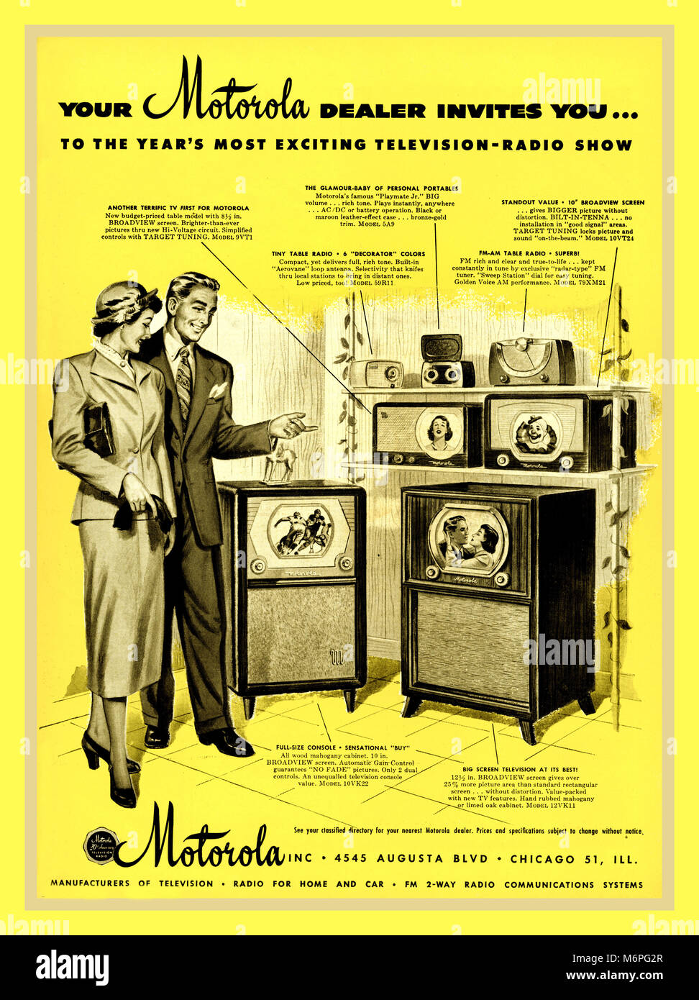 YOUR Motorola DEALER INVITES YOU...
TO THE YEAR'S MOST EXCITING TELEVISION-RADIO SHOW
THE GLAMOUR-BABY OF PERSONAL PORTABLES
Motorola's famous "Playmate Jr." BIG
volume . . . rich tone. Plays instantly, anywhere
. . . AC/DC or battery operation. Black or
maroon leather-effect case . . . bronze-gold
trim. MODEL 5A9
ANOTHER TERRIFIC TV FIRST FOR MOTOROLA
New budget-priced table model with 8½ in.
BROADVIEW screen. Brighter-than-ever
pictures thru new Hi-Voltage circuit. Simplified
controls with TARGET TUNING. MODEL 9VT1
STANDOUT VALUE • 10" BROADVIEW SCREEN
. . . gives BIGGER picture without
distortion. BILT-IN-TENNA . . . no
installation in "good signal" areas.
TARGET TUNING locks picture and
sound "on-the-beam." MODEL 10VT24
TINY TABLE RADIO • 6 "DECORATOR" COLORS
Compact, yet delivers full, rich tone. Built-in
"Aerovane" loop antenna. Selectivity that knifes
thru local stations to bring in distant ones.
Low priced, too! MODEL 59R11
FM-AM TABLE RADIO • SUPERB!
FM rich and clear and true-to-life . . . kept
constantly in tune by exclusive "radar-type" FM
tuner. "Sweep Station" dial for easy tuning.
Golden Voice AM performance. MODEL 79XM21
Motorola
Motorola
Motorola
Motorola
FULL-SIZE CONSOLE • SENSATIONAL "BUY"
All wood mahogany cabinet. 10 in.
BROADVIEW screen. Automatic Gain Control
guarantees "NO FADE" pictures. Only 2 dual
controls. An unequalled television console
value. MODEL 10VK22
BIG SCREEN TELEVISION AT ITS BEST!
12½ in. BROADVIEW screen gives over
25% more picture area than standard rectangular
screen . . . without distortion. Value-packed
with new TV features. Hand rubbed mahogany
or limed oak cabinet. MODEL 12VK11
See your classified directory for your nearest Motorola dealer. Prices and specifications subject to change without notice.
Motorola
20th Anniversary
TELEVISION
RADIO
Motorola INC • 4545 AUGUSTA BLVD • CHICAGO 51, ILL.
MANUFACTURERS OF TELEVISION • RADIO FOR HOME AND CAR • FM 2-WAY RADIO COMMUNICATIONS SYSTEMS
alamy
Image ID: M6PG2R
www.alamy.com